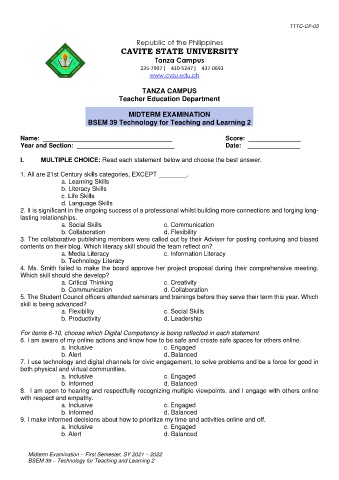 TTTC-GF-03
Republic of the Philippines
CAVITE STATE UNIVERSITY
Tanza Campus
235-7997 | 410-5247 | 437-0693
www.cvsu.edu.ph
TANZA CAMPUS
Teacher Education Department
MIDTERM EXAMINATION
BSEM 39 Technology for Teaching and Learning 2
Name: ____________________ Score: __________
Year and Section: ____________________ Date: __________
I. MULTIPLE CHOICE: Read each statement below and choose the best answer.
1. All are 21st Century skills categories, EXCEPT ________.
a. Learning Skills
b. Literacy Skills
c. Life Skills
d. Language Skills
2. It is significant in the ongoing success of a professional whilst building more connections and forging long-
lasting relationships.
a. Social Skills c. Communication
b. Collaboration d. Flexibility
3. The collaborative publishing members were called out by their Adviser for posting confusing and biased
contents on their blog. Which literacy skill should the team reflect on?
a. Media Literacy c. Information Literacy
b. Technology Literacy
4. Ms. Smith failed to make the board approve her project proposal during their comprehensive meeting.
Which skill should she develop?
a. Critical Thinking c. Creativity
b. Communication d. Collaboration
5. The Student Council officers attended seminars and trainings before they serve their term this year. Which
skill is being advanced?
a. Flexibility c. Social Skills
b. Productivity d. Leadership
For items 6-10, choose which Digital Competency is being reflected in each statement.
6. I am aware of my online actions and know how to be safe and create safe spaces for others online.
a. Inclusive c. Engaged
b. Alert d. Balanced
7. I use technology and digital channels for civic engagement, to solve problems and be a force for good in
both physical and virtual communities.
a. Inclusive c. Engaged
b. Informed d. Balanced
8. I am open to hearing and respectfully recognizing multiple viewpoints, and I engage with others online
with respect and empathy.
a. Inclusive c. Engaged
b. Informed d. Balanced
9. I make informed decisions about how to prioritize my time and activities online and off.
a. Inclusive c. Engaged
b. Alert d. Balanced
Midterm Examination – First Semester, SY 2021 – 2022
BSEM 39 – Technology for Teaching and Learning 2